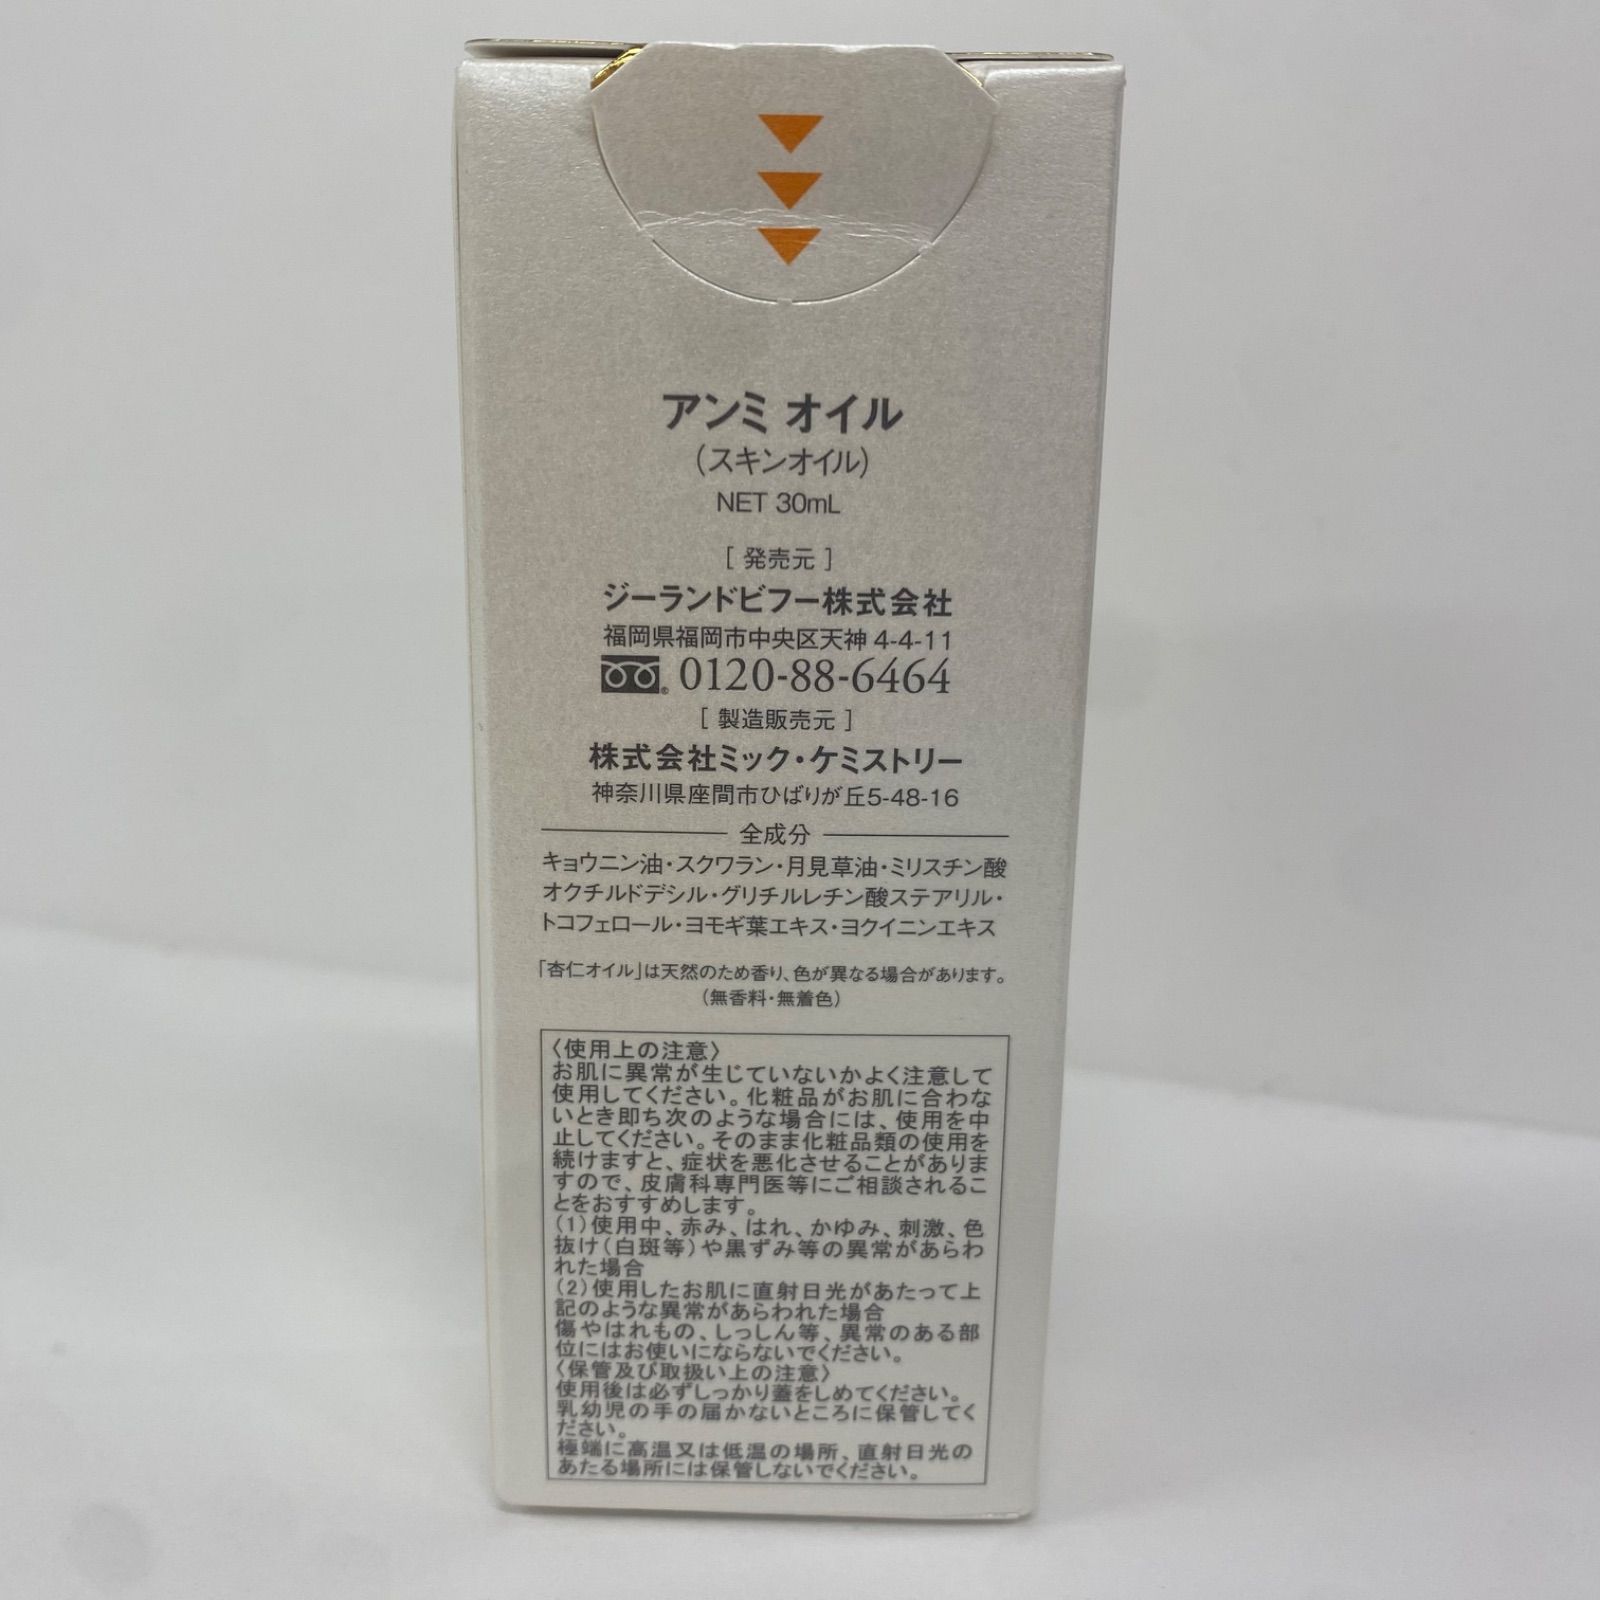 アンミ オイル
(スキンオイル)
NET 30mL
[ 発売元 ]
ジーランドビフー株式会社
福岡県福岡市中央区天神 4-4-11
0120-88-6464
[ 製造販売元 ]
株式会社ミック・ケミストリー
神奈川県座間市ひばりが丘5-48-16
全成分
キョウニン油・スクワラン・月見草油・ミリスチン酸
オクチルドデシル・グリチルレチン酸ステアリル・
トコフェロール・ヨモギ葉エキス・ヨクイニンエキス
「杏仁オイル」は天然のため香り、色が異なる場合があります。
(無香料・無着色)
〈使用上の注意〉
お肌に異常が生じていないかよく注意して
使用してください。化粧品がお肌に合わな
いとき即ち次のような場合には、使用を中
止してください。そのまま化粧品類の使用を
続けますと、症状を悪化させることがありま
すので、皮膚科専門医等にご相談されるこ
とをおすすめします。
(1)使用中、赤み、はれ、かゆみ、刺激、色
抜け(白斑等)や黒ずみ等の異常があらわ
れた場合
(2)使用したお肌に直射日光があたって上
記のような異常があらわれた場合
傷やはれもの、しっしん等、異常のある部
位にはお使いにならないでください。
〈保管及び取扱い上の注意〉
使用後は必ずしっかり蓋をしめてください。
乳幼児の手の届かないところに保管してく
ださい。
極端に高温又は低温の場所、直射日光の
あたる場所には保管しないでください。